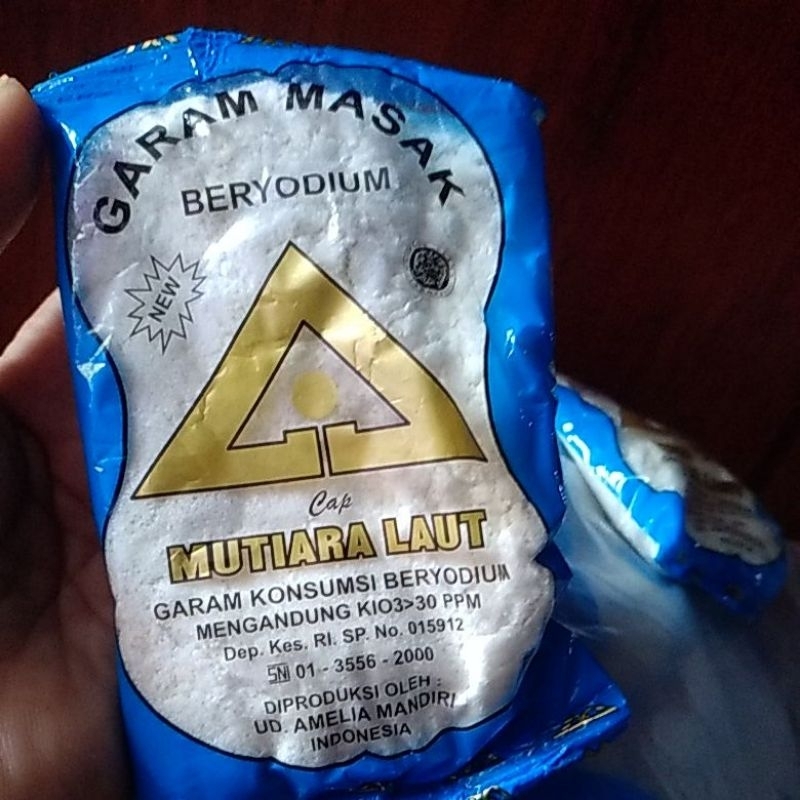 GARAM MASAK
BERYODIUM
NEW
Cap
MUTIARA LAUT
GARAM KONSUMSI BERYODIUM
MENGANDUNG KIO3>30 PPM
Dep. Kes. RI. SP. No. 015912
SNI 01 - 3556 - 2000
DIPRODUKSI OLEH :
UD. AMELIA MANDIRI
INDONESIA